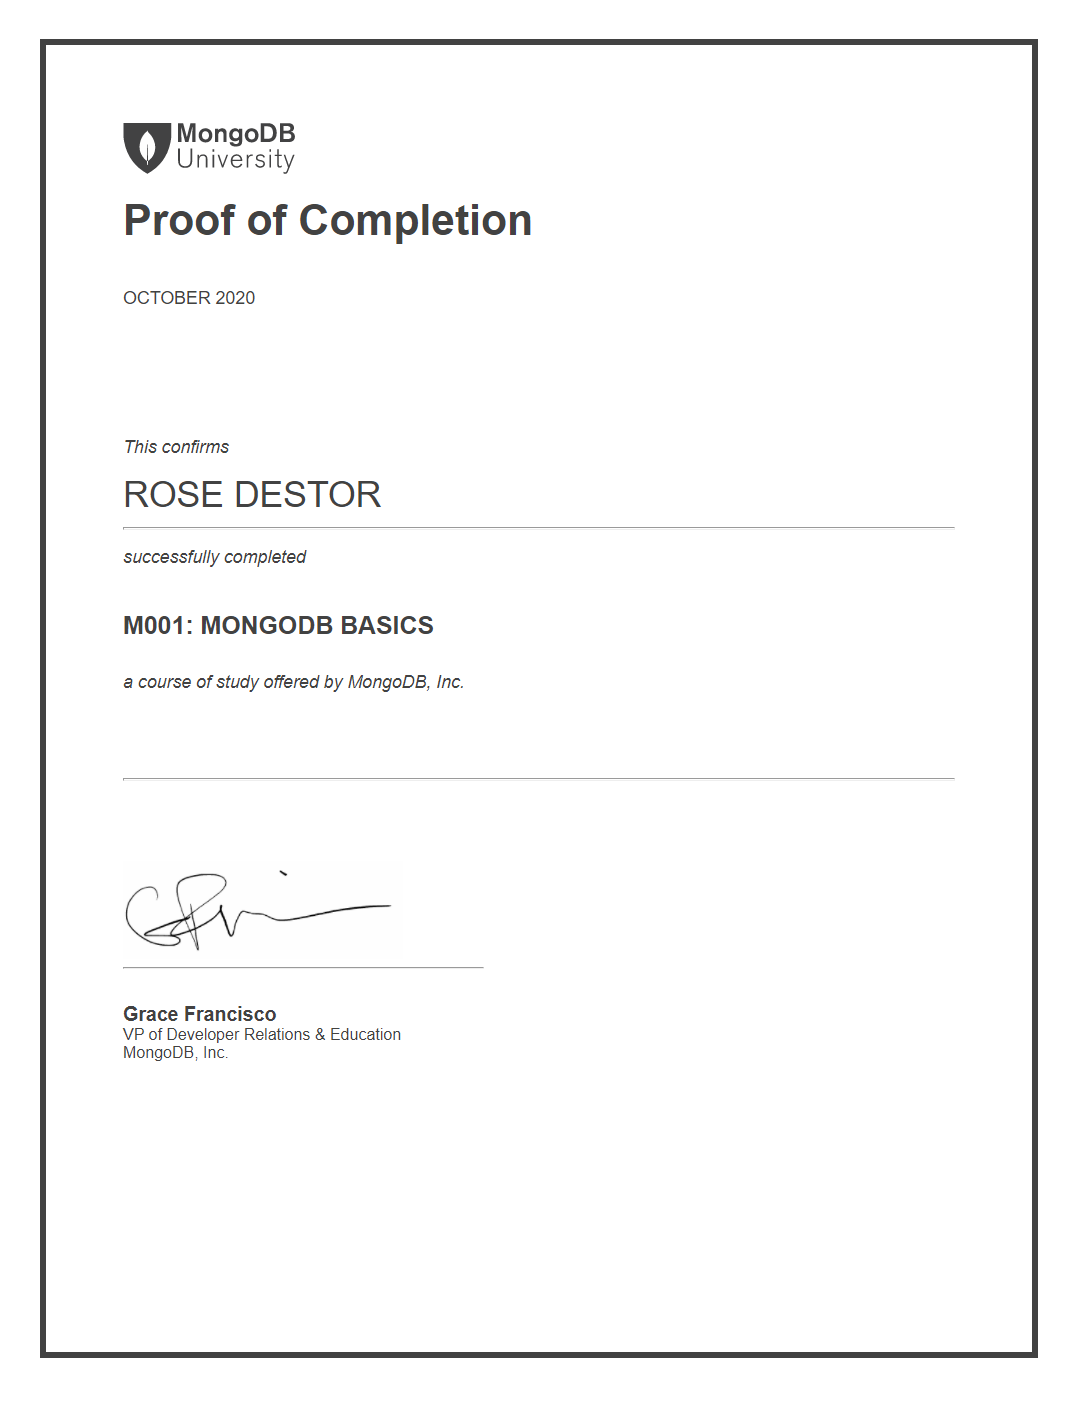 MongoDB
University
Proof of Completion
OCTOBER 2020
This confirms
ROSE DESTOR
successfully completed
M001: MONGODB BASICS
a course of study offered by MongoDB, Inc.
Grace Francisco
VP of Developer Relations & Education
MongoDB, Inc.